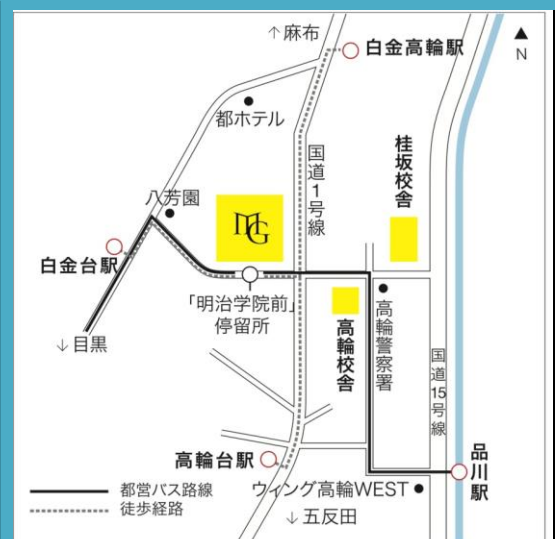 ↑麻布
白金高輪駅
▲
N
都ホテル
国道1号線
桂坂校舎
八芳園
MG
白金台駅
「明治学院前」
停留所
↓目黒
高輪校舎
高輪警察署
国道15号線
高輪台駅
品川駅
ウィング高輪WEST
都営バス路線
徒歩経路
↓五反田